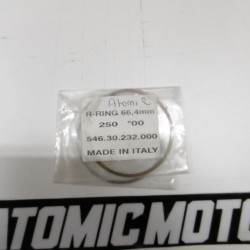 Atomic
R-RING 66,4mm
250 "00
546.30.232.000
MADE IN ITALY
ATOMIC MOTO